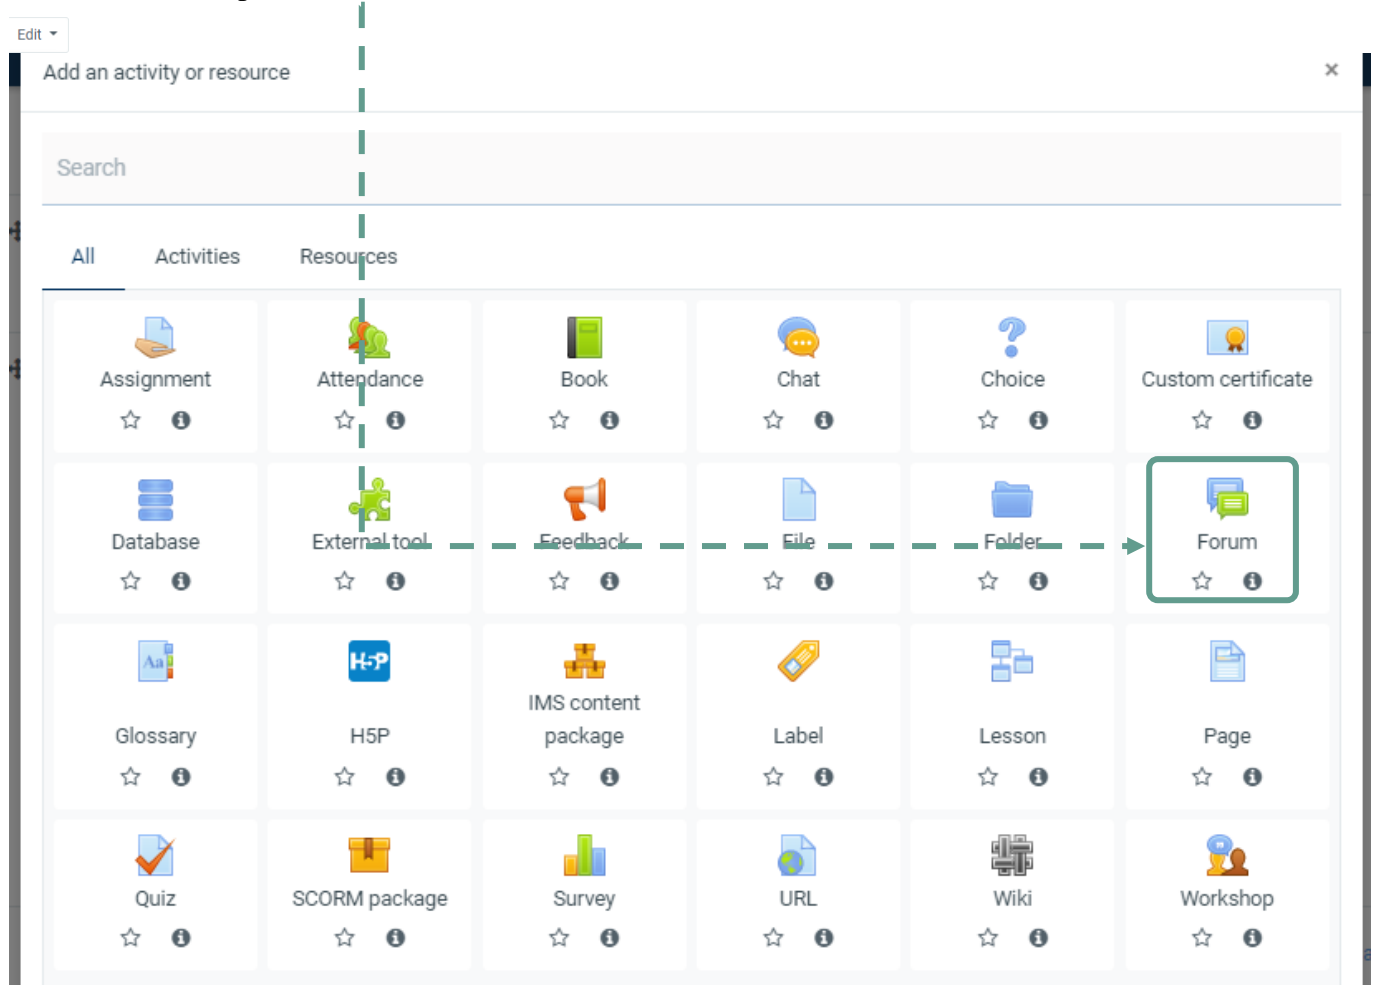 Edit
Add an activity or resource
×
Search
All Activities Resources
Assignment Attendance Book Chat Choice Custom certificate
Database External tool Feedback File Folder Forum
Aa H5P
IMS content
Glossary H5P package Label Lesson Page
Quiz SCORM package Survey URL Wiki Workshop